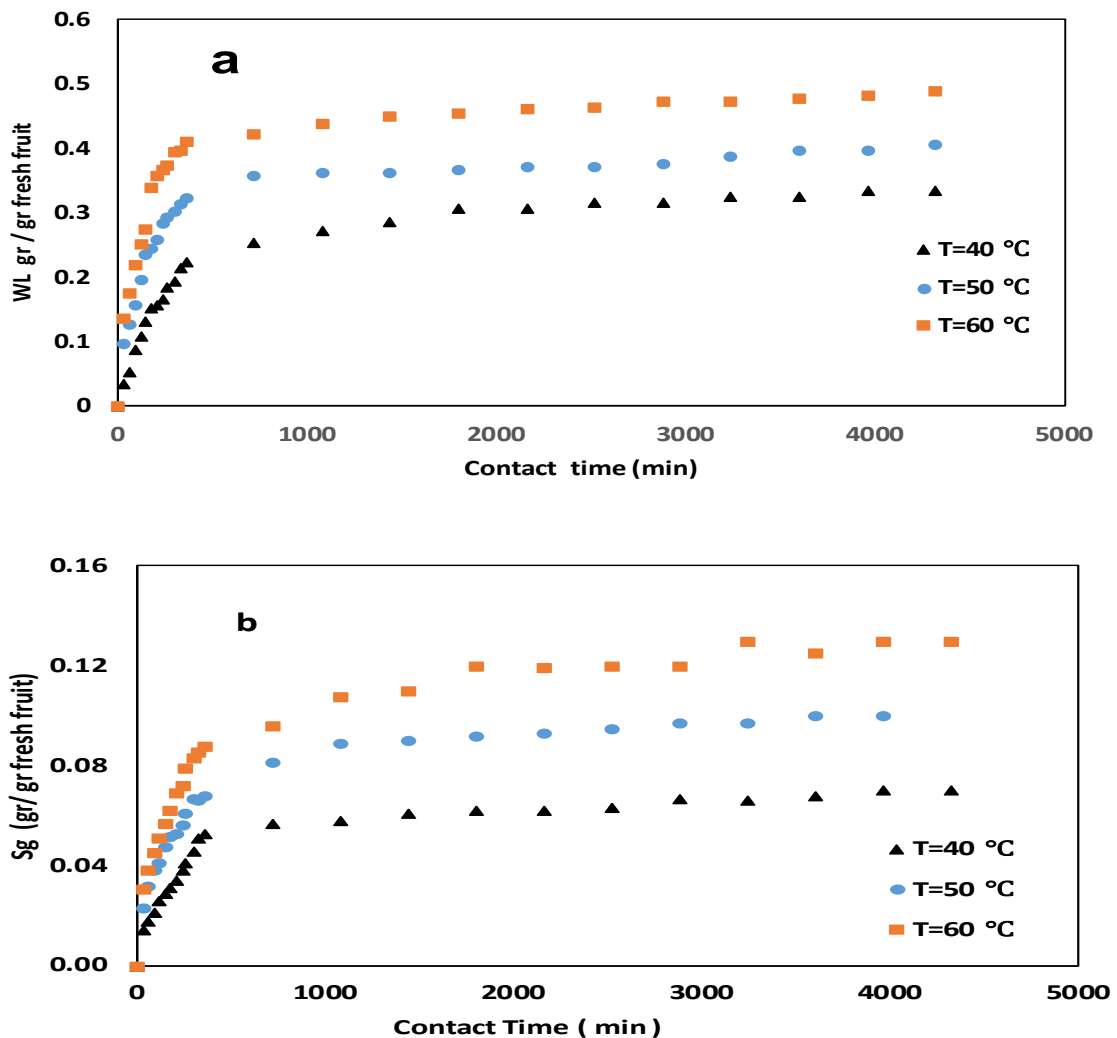 0.6
a
0.5
0.4
0.3
0.2
0.1
0
WL gr / gr fresh fruit
T=40 °C
T=50 °C
T=60 °C
0 1000 2000 3000 4000 5000
Contact time (min)
0.16
b
0.12
0.08
0.04
0.00
Sg (gr/ gr fresh fruit)
T=40 °C
T=50 °C
T=60 °C
0 1000 2000 3000 4000 5000
Contact Time ( min )